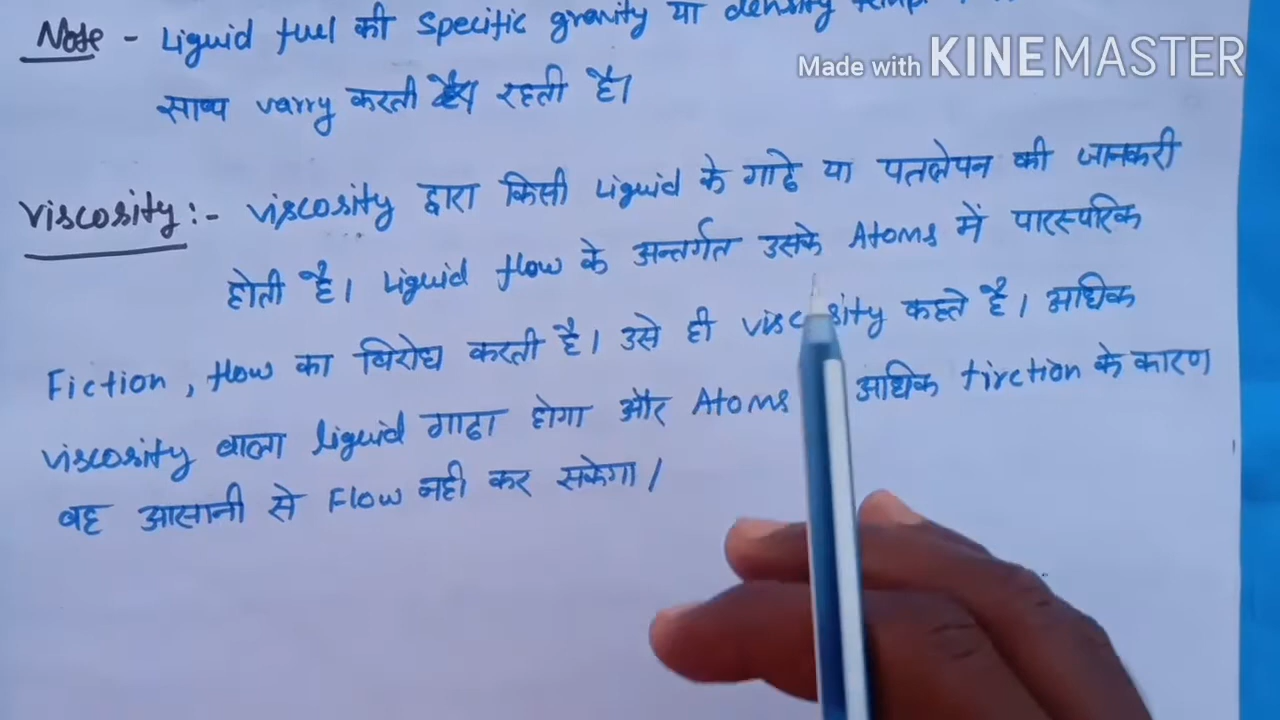 Note - Liquid fuel की specific gravity या density temp
Made with KINEMASTER
साथ varry करती रहती है।
Viscosity :- viscosity द्वारा किसी Liquid के गाढे या पतलेपन की जानकरी
होती है। Liquid flow के अन्तर्गत उसके Atoms में पारस्परिक
Fiction , flow का विरोध करती है। उसे ही viscosity कहते है। अधिक
viscosity वाला liquid गाढा होगा और Atoms अधिक firction के कारण
वह आसानी से Flow नही कर सकेगा।